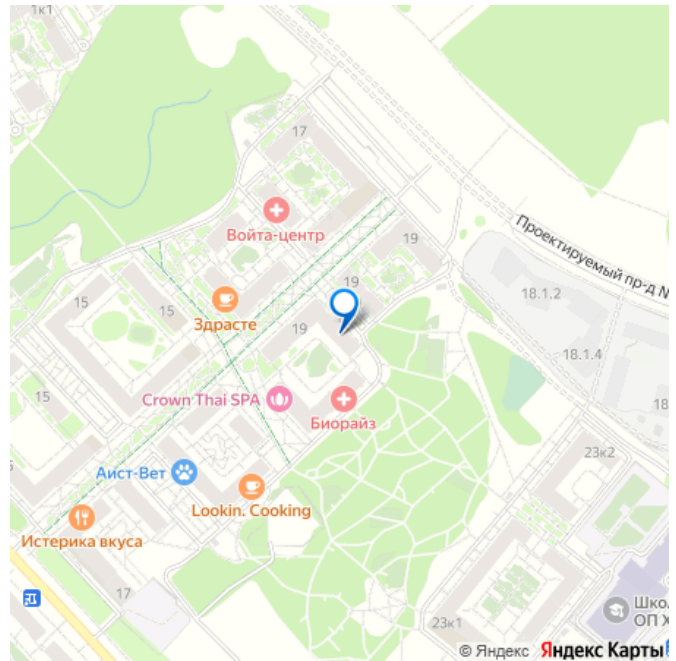 1к1
17
Войта-центр
Проектируемый пр-д №
19
18.1.2
19
15
Здрасте
19
18.1.4
15
Crown Thai SPA
18
Биорайз
23к2
Аист-Вет
Lookin. Cooking
Истерика вкуса
17
Шко
ОП Х
23к1
© Яндекс Яндекс Карты